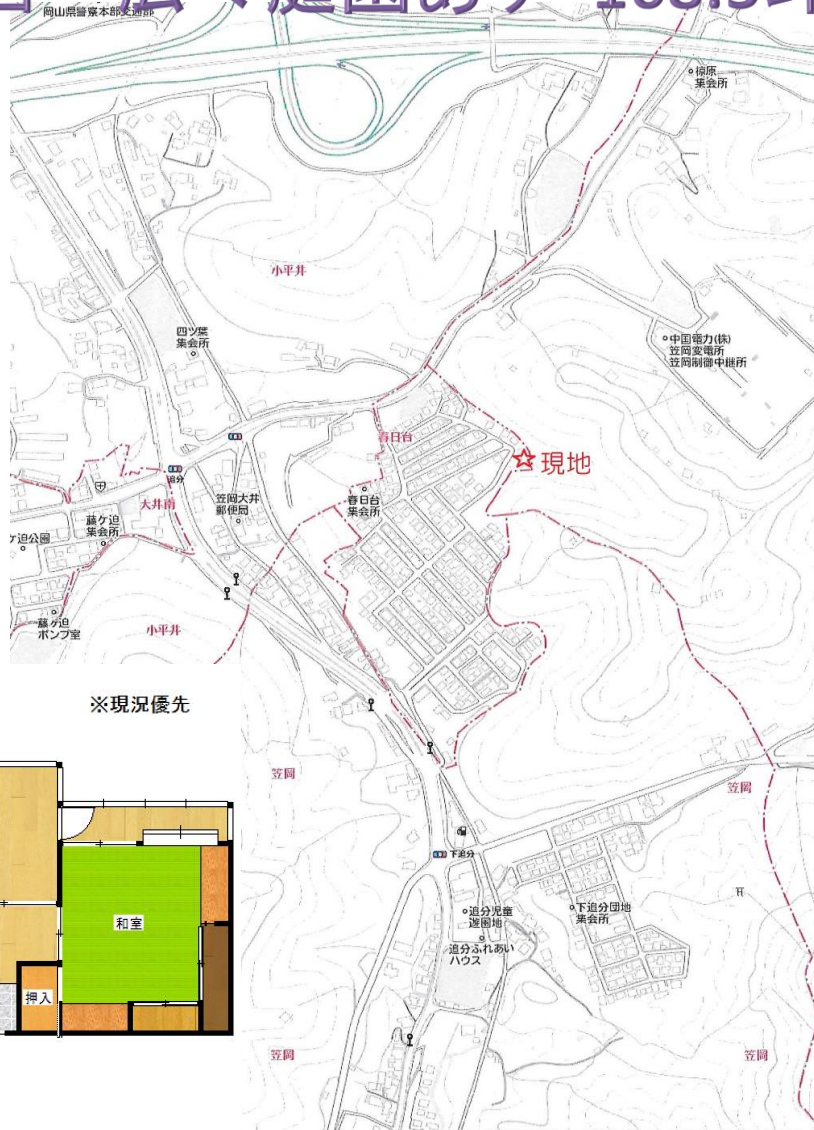 岡山県警察本部交通部
椋原
集会所
小平井
四ツ葉
集会所
中国電力(株)
笠岡変電所
笠岡制御中継所
春日台
現地
追分
大井南
笠岡大井
郵便局
春日台
集会所
藤ケ迫
集会所
ケ迫公園
藤ケ迫
ポンプ室
小平井
※現況優先
笠岡
笠岡
下追分
和室
追分児童
遊園地
下追分団地
集会所
追分ふれあい
ハウス
押入
笠岡
笠岡